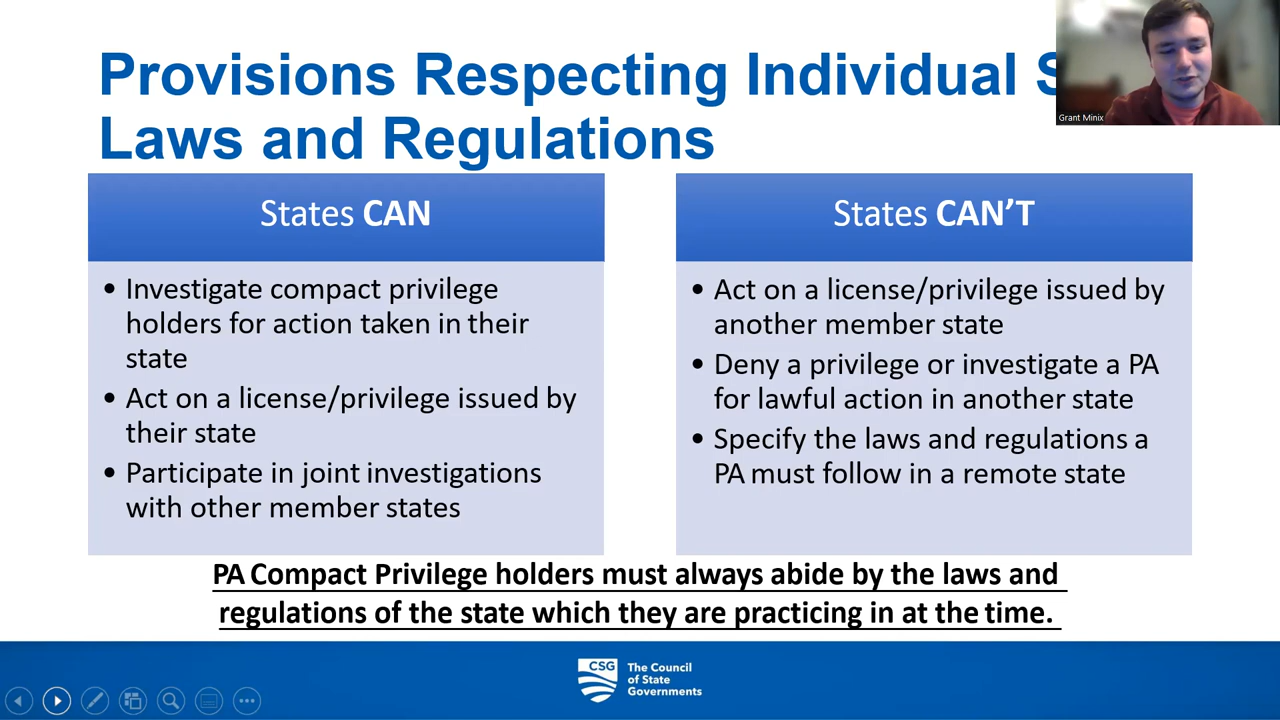 Provisions Respecting Individual
Laws and Regulations
Grant Minix
States CAN
• Investigate compact privilege
holders for action taken in their
state
• Act on a license/privilege issued by
their state
• Participate in joint investigations
with other member states
States CAN’T
• Act on a license/privilege issued by
another member state
• Deny a privilege or investigate a PA
for lawful action in another state
• Specify the laws and regulations a
PA must follow in a remote state
PA Compact Privilege holders must always abide by the laws and
regulations of the state which they are practicing in at the time.
CSG
The Council
of State
Governments